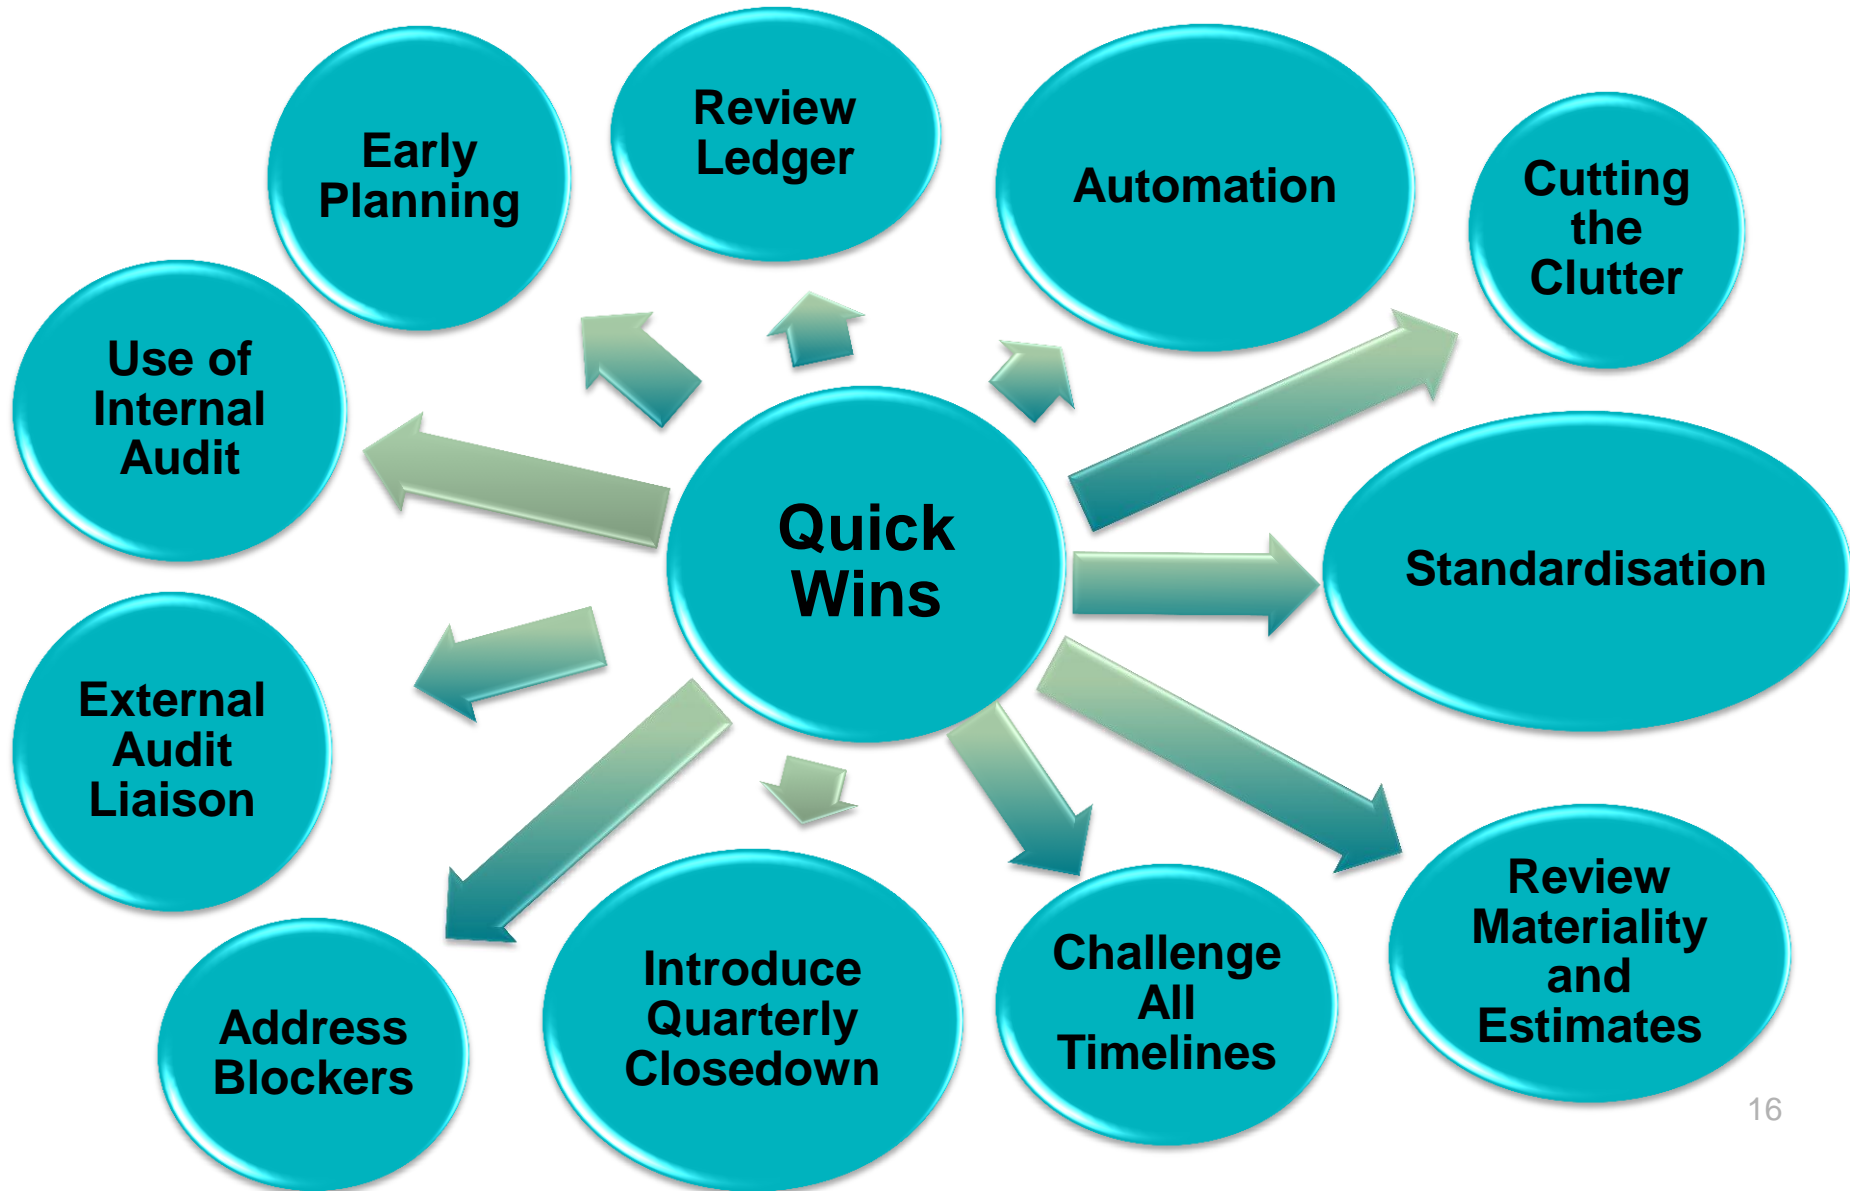 Review
Ledger
Early
Planning
Automation
Cutting
the
Clutter
Use of
Internal
Audit
Quick
Wins
Standardisation
External
Audit
Liaison
Review
Materiality
and
Estimates
Challenge
All
Timelines
Introduce
Quarterly
Closedown
Address
Blockers
16